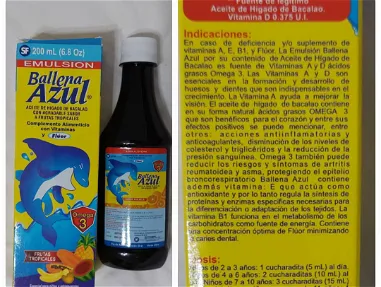 SF 200 mL (6.6 Oz)
EMULSION
Ballena
Azul
ACEITE DE HIGADO DE BACALAO
CON AGRADABLE SABOR
A FRUTAS TROPICALES
Complemento Alimenticio
con Vitaminas
y Flúor
Omega
3
FRUTAS
TROPICALES
Ballena
Azul
Fuente de legítimo
Aceite de Hígado de Bacalao.
Vitamina D 0.375 U.I.
Indicaciones:
En caso de deficiencia y/o suplemento de
vitaminas A, E, B1, y Flúor. La Emulsión Ballena
Azul por su contenido de Aceite de Hígado de
Bacalao es fuente de Vitaminas A y D ácidos
grasos Omega 3. Las Vitaminas A y D son
esenciales en la formación y desarrollo de
huesos y dientes que son indispensables en el
crecimiento. La Vitamina A ayuda a mejorar la
visión. El aceite de hígado de bacalao contiene
en su forma natural ácidos grasos OMEGA 3
que son benéficos para el corazón y entre sus
efectos positivos se puede mencionar, entre
otros: acciones antiinflamatorias y
anticoagulantes, disminución de los niveles de
colesterol y triglicéridos y la reducción de la
presión sanguínea. Omega 3 también puede
reducir los riesgos y síntomas de artritis
reumatoidea y asma, protegiendo el epitelio
broncorespiratorio Ballena Azul contiene
además vitaminas: E que actúa como
antioxidante y por lo tanto regula la síntesis de
proteínas y enzimas específicas necesarias para
la diferenciación o adaptación de los tejidos. La
vitamina B1 funciona en el metabolismo de los
carbohidratos como fuente de energía. Contiene
una concentración óptima de Flúor minimizando
la caries dental.
Dosis:
Niños de 2 a 3 años: 1 cucharadita (5 mL) al día.
años: 2 cucharaditas (10 mL) al
Niños de 7 a 10 años: 3 cucharaditas (15 mL)